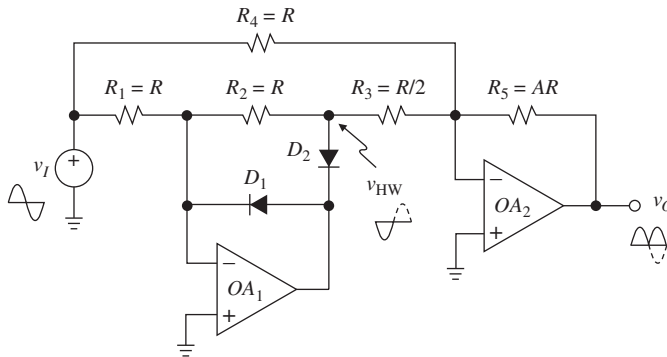 R4 = R
R1 = R
R2 = R
R3 = R/2
R5 = AR
vI
+
D2
D1
vHW
−
+
OA1
−
+
OA2
vO